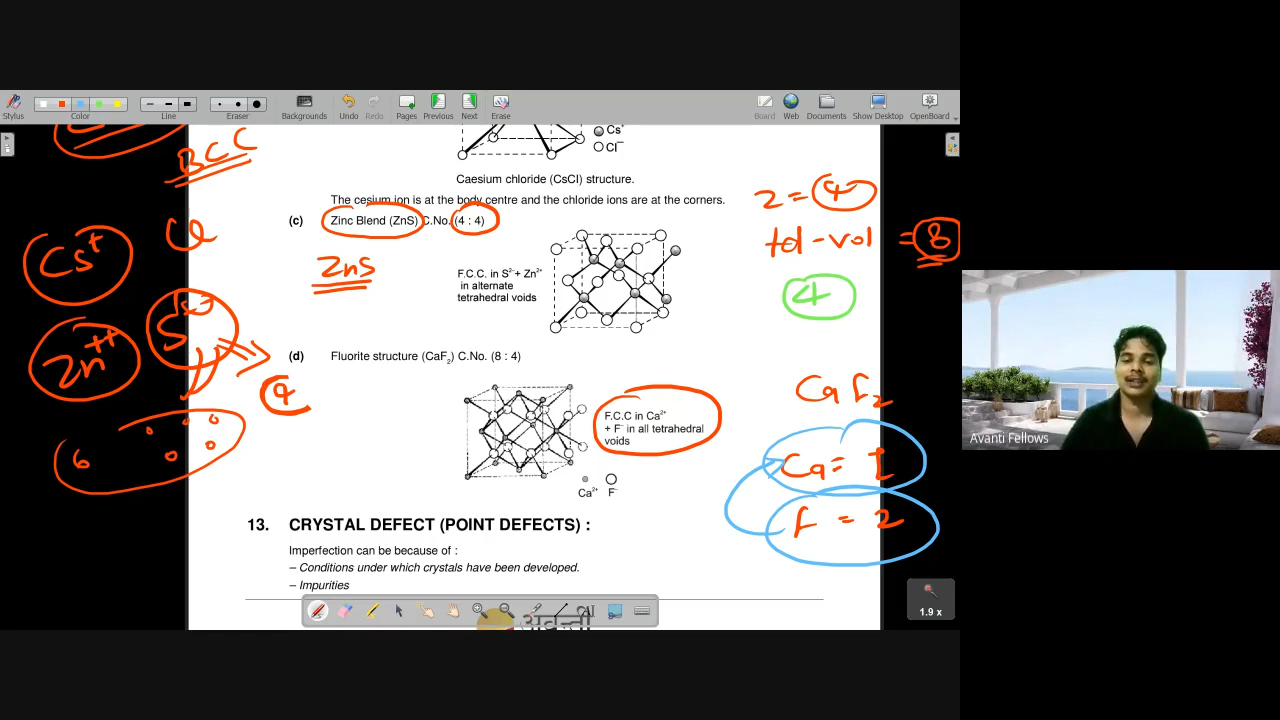 Stylus
Color
Line
Eraser
Backgrounds
Undo
Redo
Pages
Previous
Next
Erase
Board
Web
Documents
Show Desktop
OpenBoard
BCC
Cs+
Cl
Cs⁺
Cl⁻
Caesium chloride (CsCl) structure.
The cesium ion is at the body centre and the chloride ions are at the corners.
(c) Zinc Blend (ZnS) C.No. (4 : 4)
ZnS
F.C.C. in S²⁻+ Zn²⁺
in alternate
tetrahedral voids
Z = 4
td - vol = 8
4
Zn++
4
6
(d) Fluorite structure (CaF₂) C.No. (8 : 4)
F.C.C in Ca²⁺
+ F⁻ in all tetrahedral
voids
Ca²⁺ F⁻
CaF₂
Ca = 1
F = 2
13. CRYSTAL DEFECT (POINT DEFECTS) :
Imperfection can be because of :
– Conditions under which crystals have been developed.
– Impurities
अवन्ती
1.9 x
Avanti Fellows